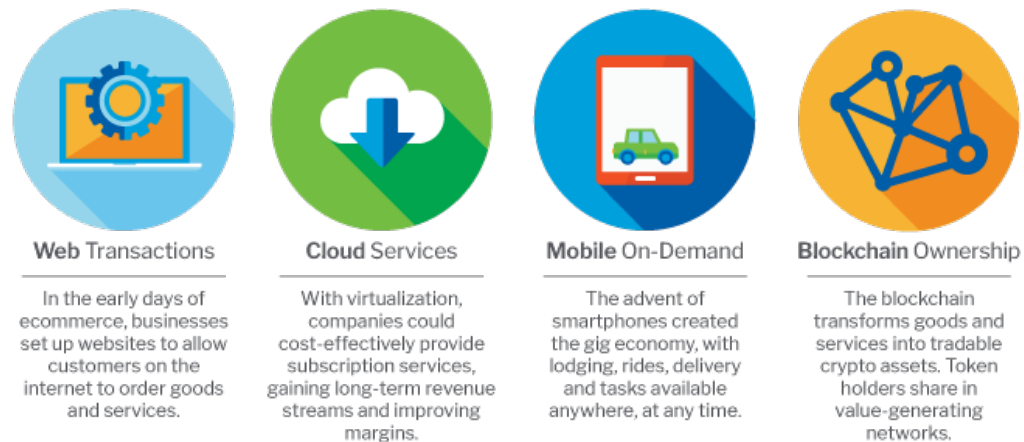 Web Transactions
In the early days of
ecommerce, businesses
set up websites to allow
customers on the
internet to order goods
and services.
Cloud Services
With virtualization,
companies could
cost-effectively provide
subscription services,
gaining long-term revenue
streams and improving
margins.
Mobile On-Demand
The advent of
smartphones created
the gig economy, with
lodging, rides, delivery
and tasks available
anywhere, at any time.
Blockchain Ownership
The blockchain
transforms goods and
services into tradable
crypto assets. Token
holders share in
value-generating
networks.